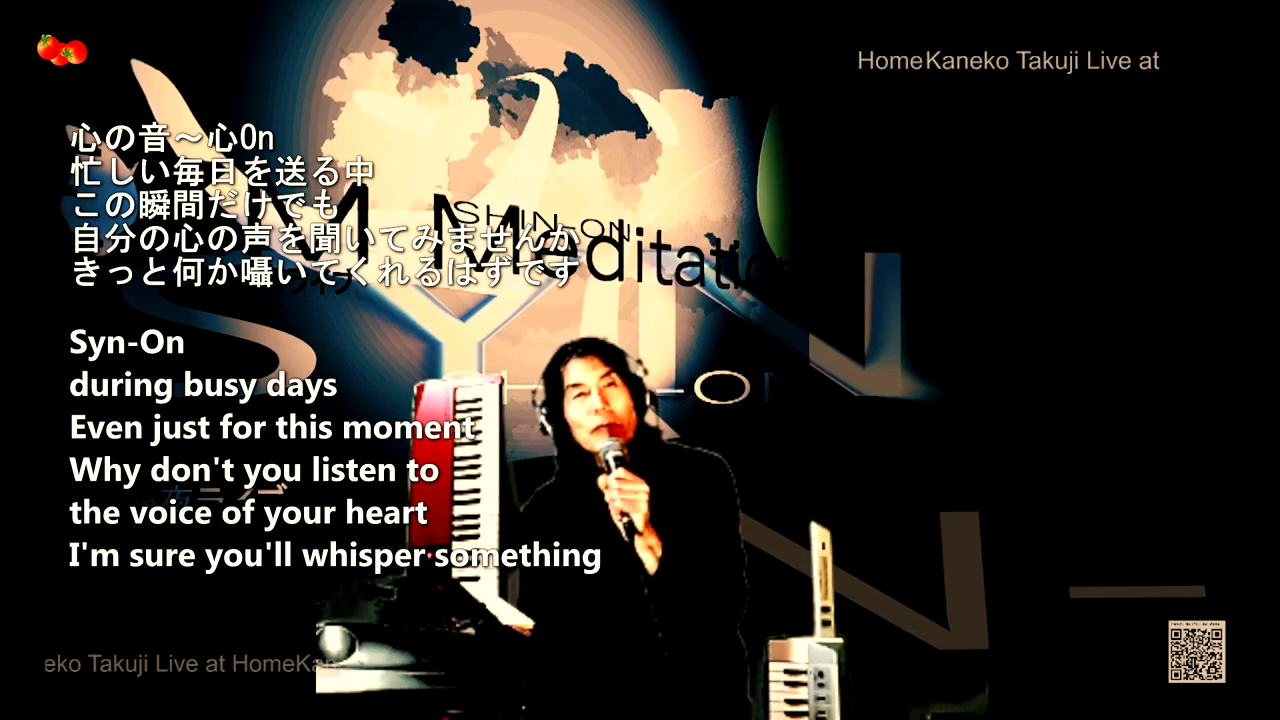 HomeKaneko Takuji Live at
心の音～心On
忙しい毎日を送る中
この瞬間だけでも
自分の心の声を聞いてみませんか
きっと何か囁いてくれるはずです
SHIN-ON
M Meditatio
Syn-On
during busy days
Even just for this moment
Why don't you listen to
the voice of your heart
I'm sure you'll whisper something
eko Takuji Live at HomeKan